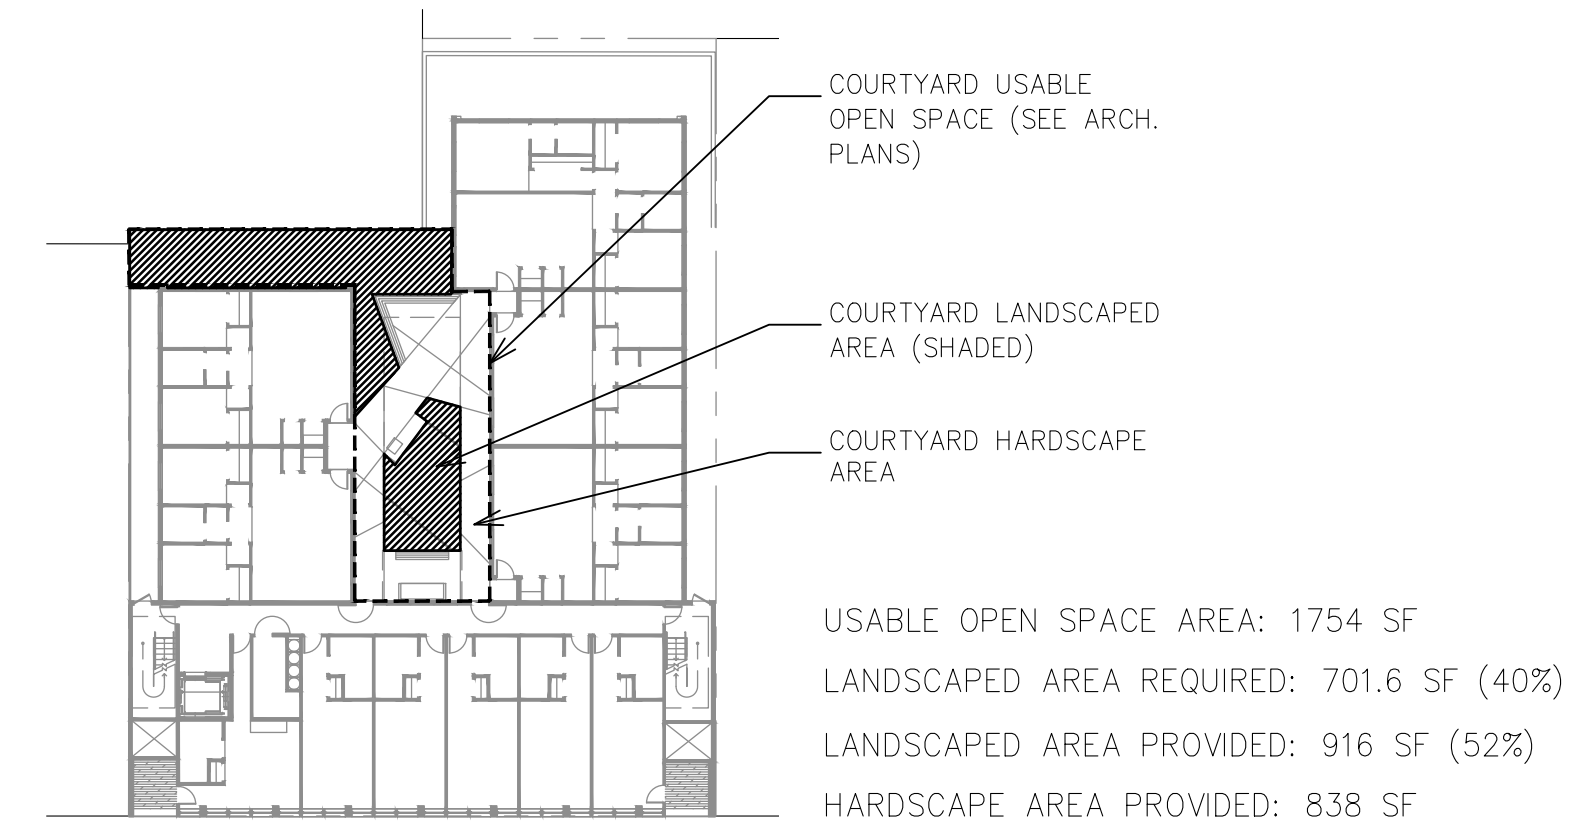 COURTYARD USABLE
OPEN SPACE (SEE ARCH.
PLANS)
COURTYARD LANDSCAPED
AREA (SHADED)
COURTYARD HARDSCAPE
AREA
USABLE OPEN SPACE AREA: 1754 SF
LANDSCAPED AREA REQUIRED: 701.6 SF (40%)
LANDSCAPED AREA PROVIDED: 916 SF (52%)
HARDSCAPE AREA PROVIDED: 838 SF